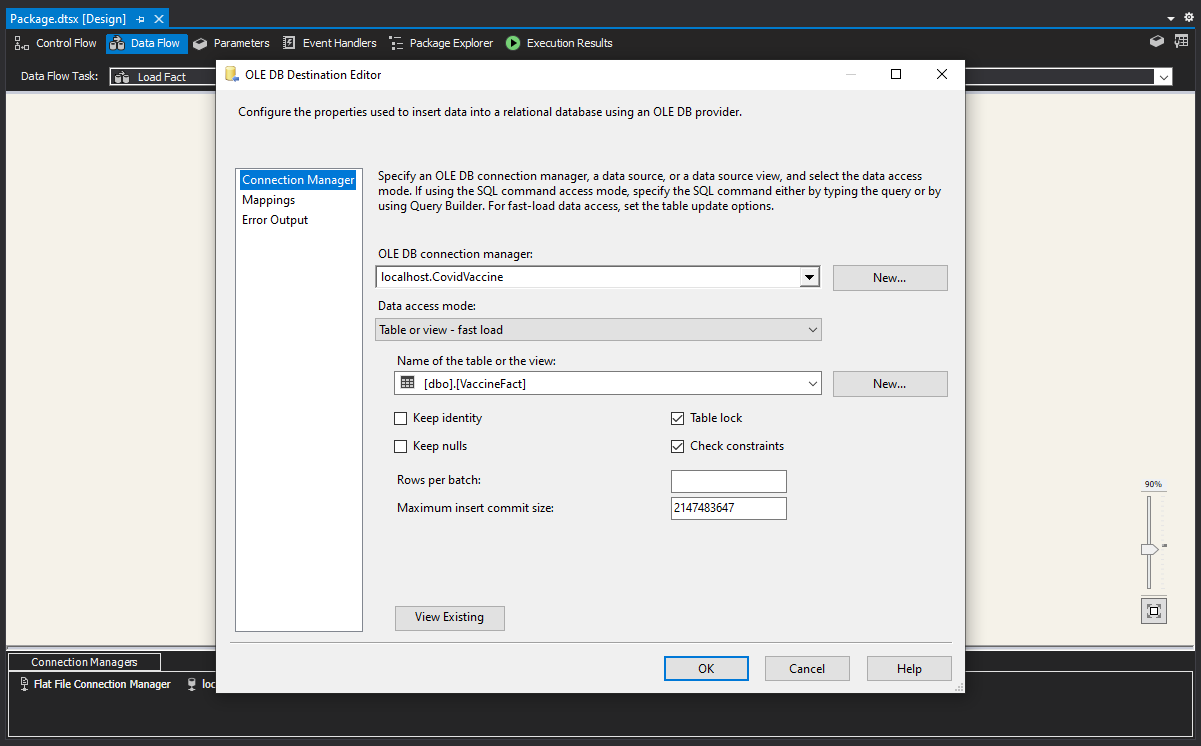 Package.dtsx [Design]
Control Flow
Data Flow
Parameters
Event Handlers
Package Explorer
Execution Results
Data Flow Task:
Load Fact
OLE DB Destination Editor
Configure the properties used to insert data into a relational database using an OLE DB provider.
Connection Manager
Mappings
Error Output
Specify an OLE DB connection manager, a data source, or a data source view, and select the data access
mode. If using the SQL command access mode, specify the SQL command either by typing the query or by
using Query Builder. For fast-load data access, set the table update options.
OLE DB connection manager:
localhost.CovidVaccine
New...
Data access mode:
Table or view - fast load
Name of the table or the view:
[dbo].[VaccineFact]
New...
Keep identity
Table lock
Keep nulls
Check constraints
Rows per batch:
Maximum insert commit size:
2147483647
View Existing
OK
Cancel
Help
90%
Connection Managers
Flat File Connection Manager
loc